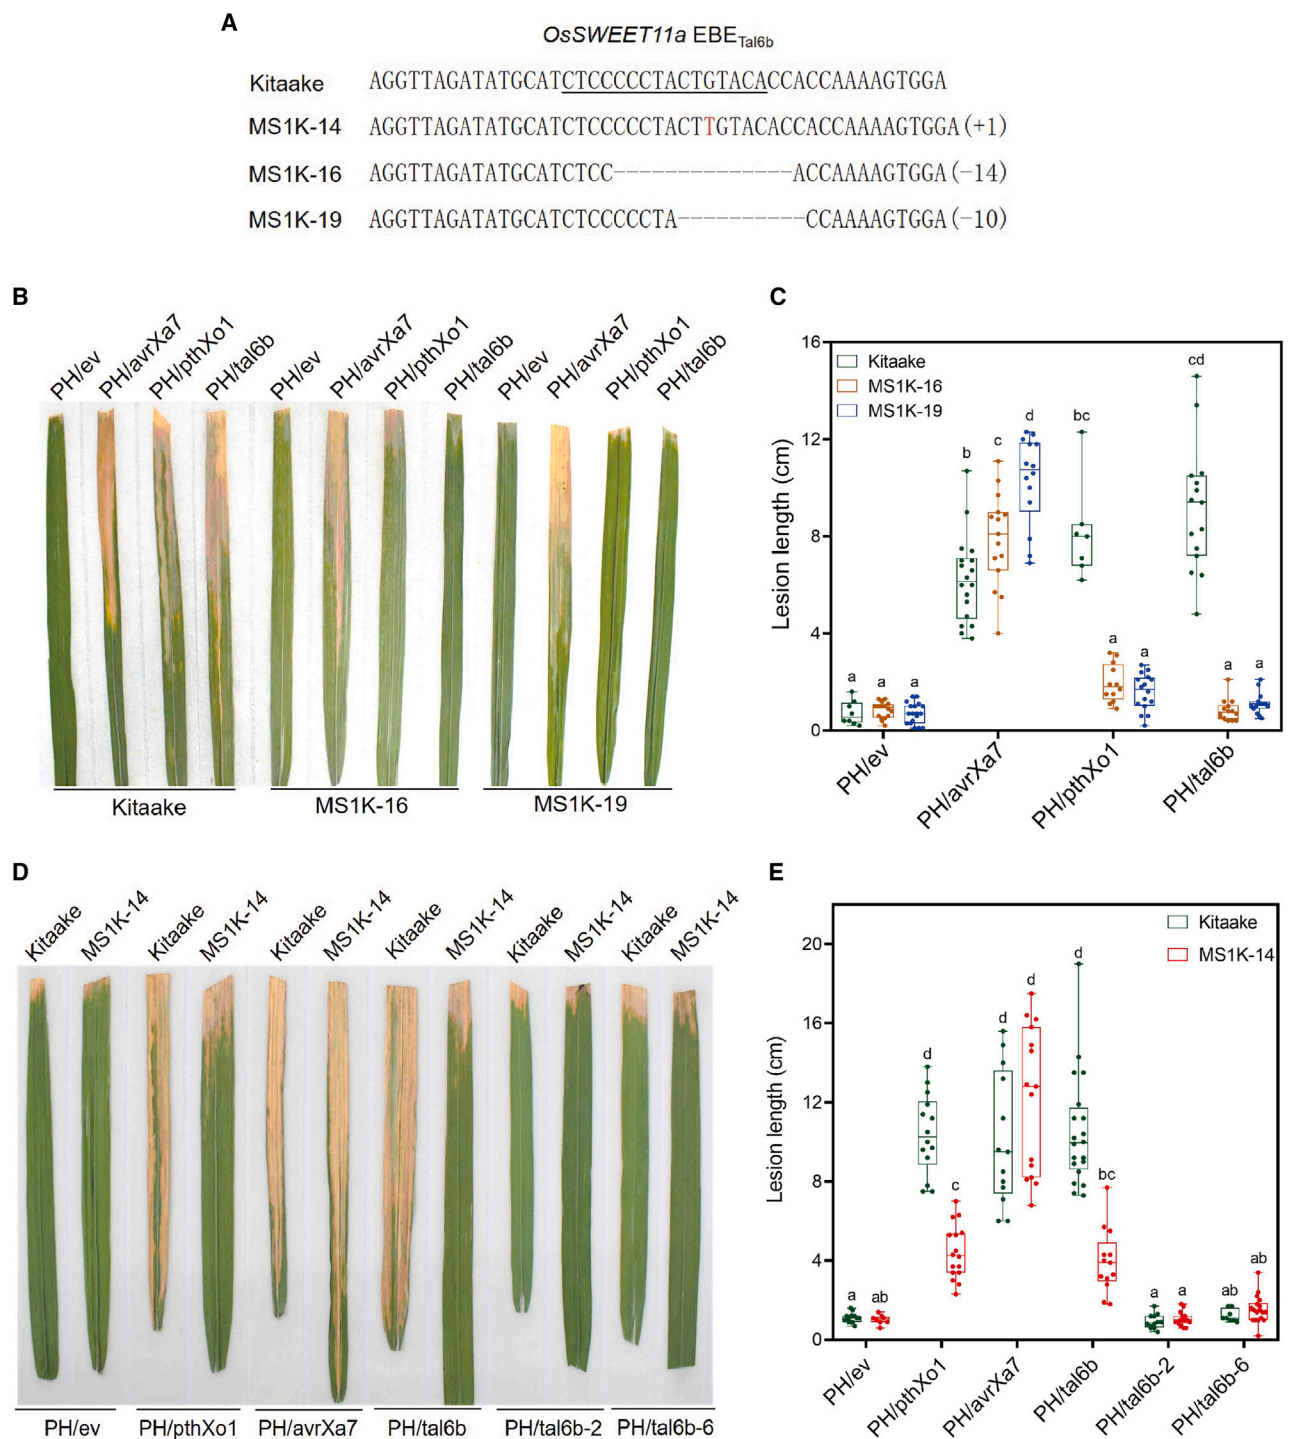 A
OsSWEET11a EBETal6b
Kitaake AGGTTAGATATGCATCTCCCCCTACTGTACACCACCAAAAGTGGA
MS1K-14 AGGTTAGATATGCATCTCCCCCTACTTGTACACCACCAAAAGTGGA(+1)
MS1K-16 AGGTTAGATATGCATCTCC--------------ACCAAAAGTGGA(-14)
MS1K-19 AGGTTAGATATGCATCTCCCCCTA----------CCAAAAGTGGA(-10)
B
PH/ev PH/avrXa7 PH/pthXo1 PH/tal6b PH/ev PH/avrXa7 PH/pthXo1 PH/tal6b PH/ev PH/avrXa7 PH/pthXo1 PH/tal6b
Kitaake MS1K-16 MS1K-19
C
Lesion length (cm)
16
12
8
4
0
Kitaake
MS1K-16
MS1K-19
a a a b c d bc a a cd a a
PH/ev PH/avrXa7 PH/pthXo1 PH/tal6b
D
Kitaake MS1K-14 Kitaake MS1K-14 Kitaake MS1K-14 Kitaake MS1K-14 Kitaake MS1K-14 Kitaake MS1K-14
PH/ev PH/pthXo1 PH/avrXa7 PH/tal6b PH/tal6b-2 PH/tal6b-6
E
Lesion length (cm)
20
16
12
8
4
0
Kitaake
MS1K-14
a ab d c d d d bc a a ab ab
PH/ev PH/pthXo1 PH/avrXa7 PH/tal6b PH/tal6b-2 PH/tal6b-6